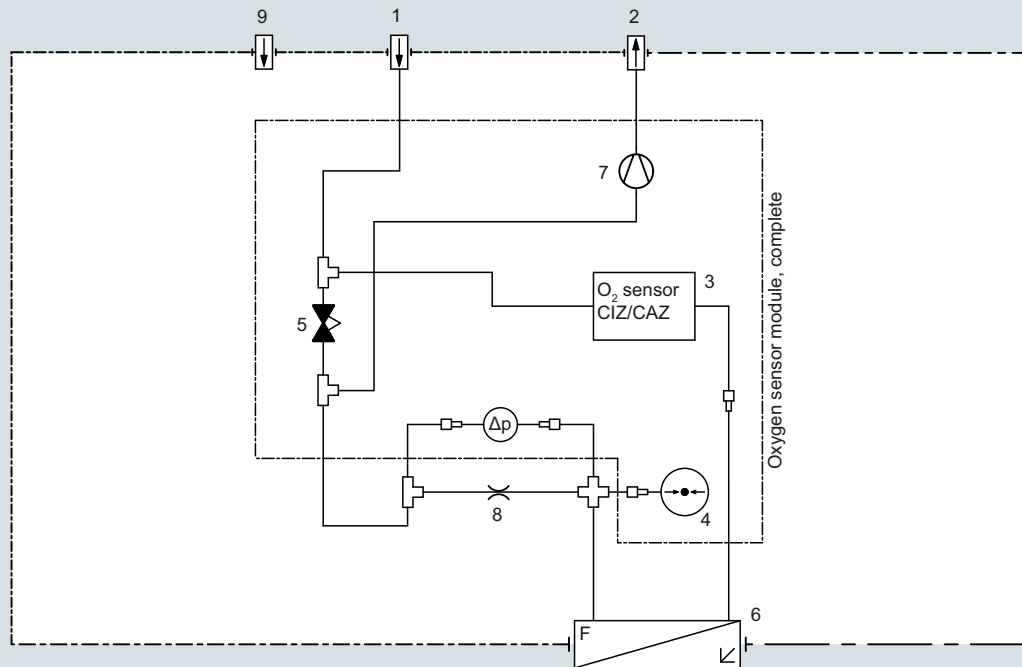 9
1
2
7
O₂ sensor
CIZ/CAZ
3
5
Δp
8
4
F
6
Oxygen sensor module, complete